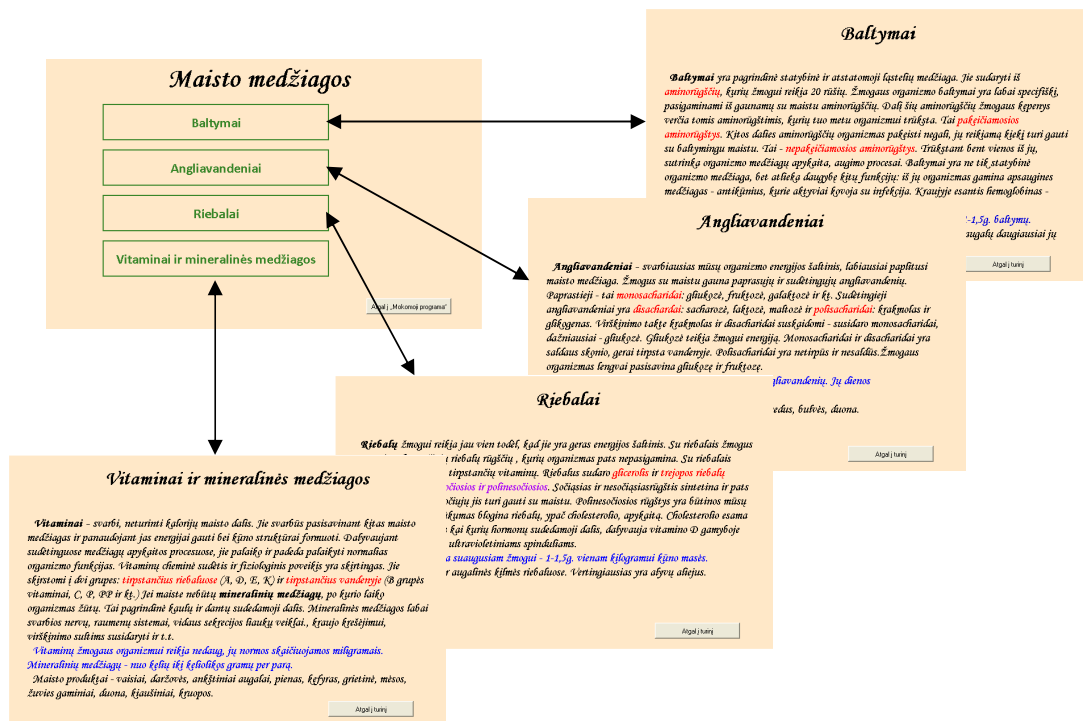 Maisto medžiagos
Baltymai
Angliavandeniai
Riebalai
Vitaminai ir mineralinės medžiagos
Atgal į „Mokomoji programa"
Baltymai
Baltymai yra pagrindinė statybinė ir atstatomoji ląstelių medžiaga. Jie sudaryti iš
aminorūgščių, kurių žmogui reikia 20 rūšių. Žmogaus organizmo baltymai yra labai specifiški,
pasigaminami iš gaunamų su maistu aminorūgščių. Dalį šių aminorūgščių žmogaus kepenys
verčia tomis aminorūgštimis, kurių tuo metu organizmui trūksta. Tai pakeičiamosios
aminorūgštys. Kitos dalies aminorūgščių organizmas pakeisti negali, jų reikiamą kiekį turi gauti
su baltymingu maistu. Tai - nepakeičiamosios aminorūgštys. Trūkstant bent vienos iš jų,
sutrinka organizmo medžiagų apykaita, augimo procesai. Baltymai yra ne tik statybinė
organizmo medžiaga, bet atlieka daugybę kitų funkcijų: iš jų organizmas gamina apsaugines
medžiagas - antikūnius, kurie aktyviai kovoja su infekcija. Kraujyje esantis hemoglobinas -
-1,5g. baltymų.
augalų daugiausiai jų
Atgal į turinį
Angliavandeniai
Angliavandeniai - svarbiausias mūsų organizmo energijos šaltinis, labiausiai paplitusi
maisto medžiaga. Žmogus su maistu gauna paprasųjų ir sudėtingųjų angliavandenių.
Paprastieji - tai monosacharidai: gliukozė, fruktozė, galaktozė ir kt. Sudėtingieji
angliavandeniai yra disachardai: sacharozė, laktozė, maltozė ir polisacharidai: krakmolas ir
glikogenas. Virškinimo takte krakmolas ir disacharidai suskaidomi - susidaro monosacharidai,
dažniausiai - gliukozė. Gliukozė teikia žmogui energiją. Monosacharidai ir disacharidai yra
saldaus skonio, gerai tirpsta vandenyje. Polisacharidai yra netirpūs ir nesaldūs.Žmogaus
organizmas lengvai pasisavina gliukozę ir fruktozę.
gliavandenių. Jų dienos
edus, bulvės, duona.
Atgal į turinį
Riebalai
Riebalų žmogui reikia jau vien todėl, kad jie yra geras energijos šaltinis. Su riebalais žmogus
riebalų rūgščių , kurių organizmas pats nepasigamina. Su riebalais
tirpstančių vitaminų. Riebalus sudaro glicerolis ir trejopos riebalų
očiosios ir polinesočiosios. Sočiąsias ir nesočiąsiasrūgštis sintetina ir pats
očiųjų jis turi gauti su maistu. Polinesočiosios rūgštys yra būtinos mūsų
kumas blogina riebalų, ypač cholesterolio, apykaitą. Cholesterolio esama
s kai kurių hormonų sudedamoji dalis, dalyvauja vitamino D gamyboje
ultravioletiniams spinduliams.
a suaugusiam žmogui - 1-1,5g. vienam kilogramui kūno masės.
r augalinės kilmės riebaluose. Vertingiausias yra alyvų aliejus.
Atgal į turinį
Vitaminai ir mineralinės medžiagos
Vitaminai - svarbi, neturinti kalorijų maisto dalis. Jie svarbūs pasisavinant kitas maisto
medžiagas ir panaudojant jas energijai gauti bei kūno struktūrai formuoti. Dalyvaujant
sudėtinguose medžiagų apykaitos procesuose, jie palaiko ir padeda palaikyti normalias
organizmo funkcijas. Vitaminų cheminė sudėtis ir fiziologinis poveikis yra skirtingas. Jie
skirstomi į dvi grupes: tirpstančius riebaluose (A, D, E, K) ir tirpstančius vandenyje (B grupės
vitaminai, C, P, PP ir kt.) Jei maiste nebūtų mineralinių medžiagų, po kurio laiko
organizmas žūtų. Tai pagrindinė kaulų ir dantų sudedamoji dalis. Mineralinės medžiagos labai
svarbios nervų, raumenų sistemai, vidaus sekrecijos liaukų veiklai., kraujo krešėjimui,
virškinimo sultims susidaryti ir t.t.
Vitaminų žmogaus organizmui reikia nedaug, jų normos skaičiuojamos miligramais.
Mineralinių medžiagų - nuo kelių iki keliolikos gramų per parą.
Maisto produktai - vaisiai, daržovės, ankštiniai augalai, pienas, kefyras, grietinė, mėsos,
žuvies gaminiai, duona, kiaušiniai, kruopos.
Atgal į turinį